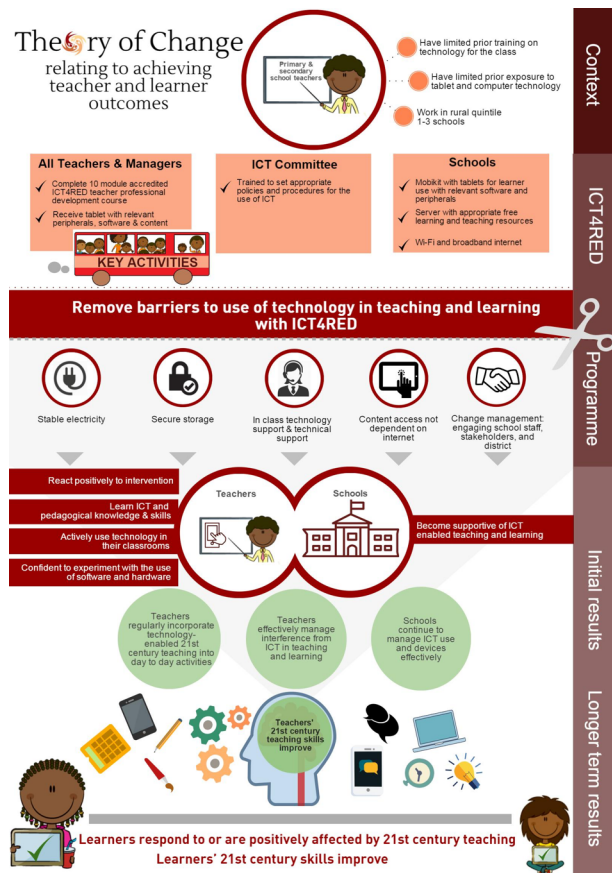 Theory of Change
relating to achieving
teacher and learner
outcomes
Primary &
secondary
school teachers
Have limited prior training on
technology for the class
Have limited prior exposure to
tablet and computer technology
Work in rural quintile
1-3 schools
Context
All Teachers & Managers
Complete 10 module accredited
ICT4RED teacher professional
development course
Receive tablet with relevant
peripherals, software & content
KEY ACTIVITIES
ICT Committee
Trained to set appropriate
policies and procedures for the
use of ICT
Schools
Mobikit with tablets for learner
use with relevant software and
peripherals
Server with appropriate free
learning and teaching resources
Wi-Fi and broadband internet
ICT4RED
Remove barriers to use of technology in teaching and learning
with ICT4RED
Programme
Stable electricity
Secure storage
In class technology
support & technical
support
Content access not
dependent on
internet
Change management:
engaging school staff,
stakeholders, and
district
React positively to intervention
Learn ICT and
pedagogical knowledge & skills
Actively use technology in
their classrooms
Confident to experiment with the use
of software and hardware
Teachers
Schools
Become supportive of ICT
enabled teaching and learning
Initial results
Teachers
regularly incorporate
technology-
enabled 21st
century teaching into
day to day activities
Teachers
effectively manage
interference from
ICT in teaching
and learning
Schools
continue to
manage ICT use
and devices
effectively
Teachers'
21st century
teaching skills
improve
Longer term results
Learners respond to or are positively affected by 21st century teaching
Learners' 21st century skills improve